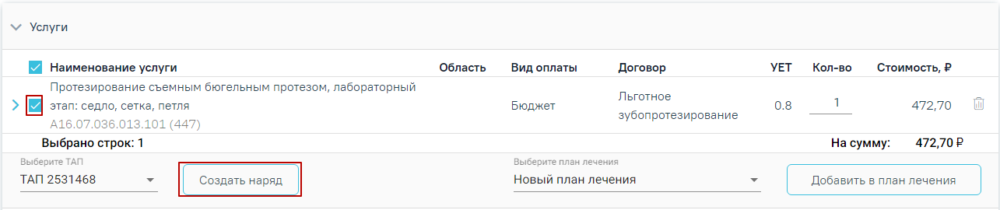 Услуги
Наименование услуги Область Вид оплаты Договор УЕТ Кол-во Стоимость, ₽
Протезирование съемным бюгельным протезом, лабораторный
этап: седло, сетка, петля
A16.07.036.013.101 (447)
Бюджет
Льготное
зубопротезирование
0.8 1 472,70
Выбрано строк: 1 На сумму: 472,70 ₽
Выберите ТАП
ТАП 2531468
Создать наряд
Выберите план лечения
Новый план лечения
Добавить в план лечения